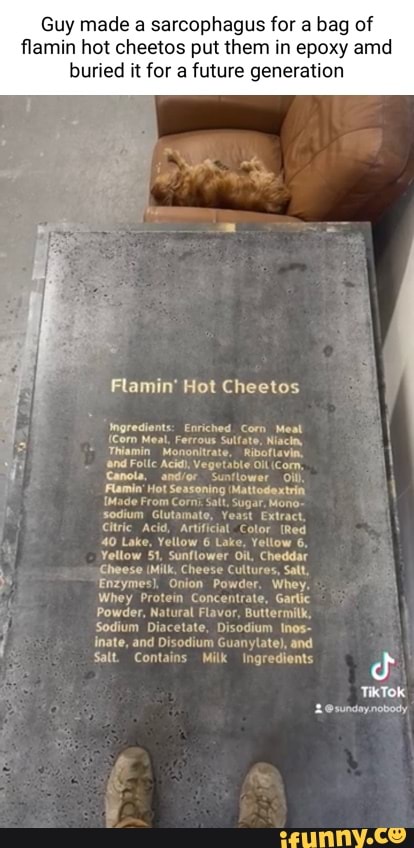 Guy made a sarcophagus for a bag of
flamin hot cheetos put them in epoxy amd
buried it for a future generation
Flamin' Hot Cheetos
Ingredients: Enriched Corn Meal
(Corn Meal, Ferrous Sulfate, Niacin,
Thiamin Mononitrate, Riboflavin,
and Folic Acid), Vegetable Oil (Corn,
Canola, and/or Sunflower Oil),
Flamin' Hot Seasoning (Maltodextrin
[Made From Corn], Salt, Sugar, Mono-
sodium Glutamate, Yeast Extract,
Citric Acid, Artificial Color [Red
40 Lake, Yellow 6 Lake, Yellow 6,
Yellow 5], Sunflower Oil, Cheddar
Cheese [Milk, Cheese Cultures, Salt,
Enzymes], Onion Powder, Whey,
Whey Protein Concentrate, Garlic
Powder, Natural Flavor, Buttermilk,
Sodium Diacetate, Disodium Inos-
inate, and Disodium Guanylate), and
Salt. Contains Milk Ingredients
TikTok
@sunday.nobody
ifunny.co